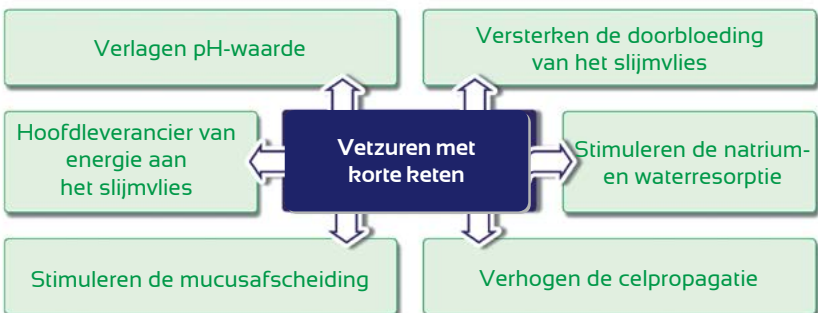 Verlagen pH-waarde
Versterken de doorbloeding
van het slijmvlies
Hoofdleverancier van
energie aan
het slijmvlies
Vetzuren met
korte keten
Stimuleren de natrium-
en waterresorptie
Stimuleren de mucusafscheiding
Verhogen de celpropagatie